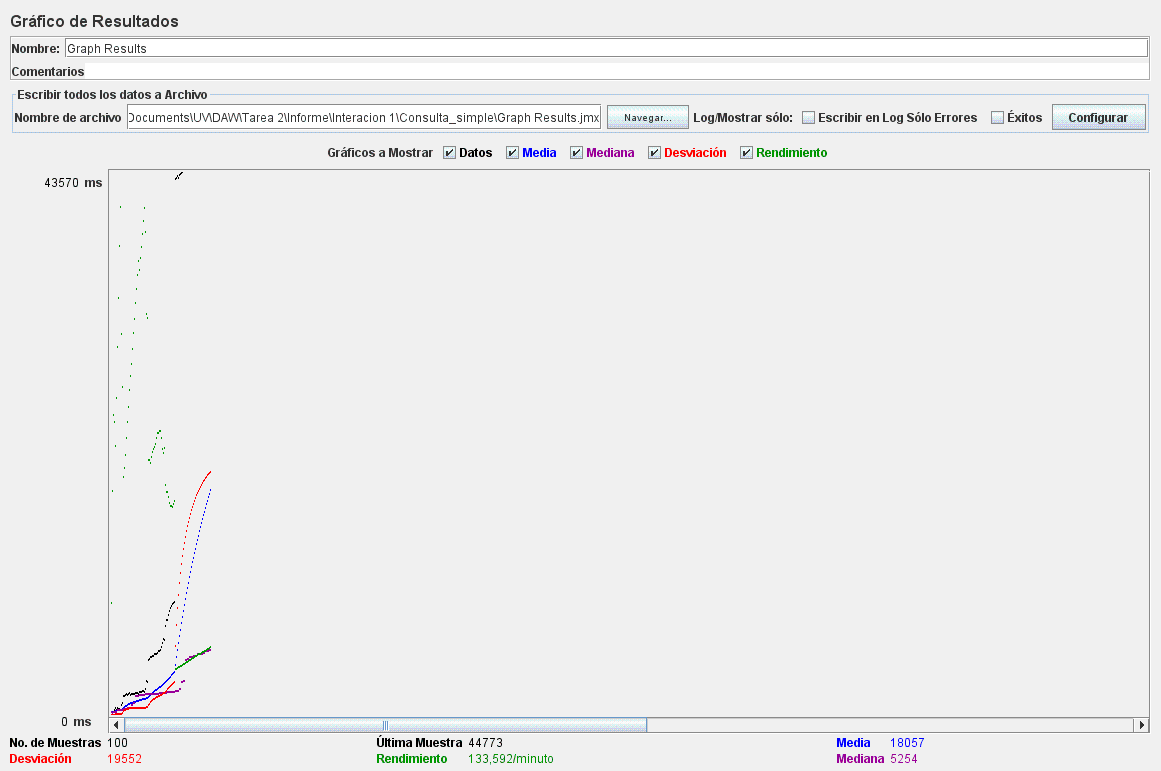 Gráfico de Resultados
Nombre: Graph Results
Comentarios
Escribir todos los datos a Archivo
Nombre de archivo Documents\UV\DAW\Tarea 2\Informe\Interacion 1\Consulta_simple\Graph Results.jmx Navegar... Log/Mostrar sólo: Escribir en Log Sólo Errores Éxitos Configurar
Gráficos a Mostrar Datos Media Mediana Desviación Rendimiento
43570 ms
0 ms
No. de Muestras 100 Última Muestra 44773 Media 18057
Desviación 19552 Rendimiento 133,592/minuto Mediana 5254